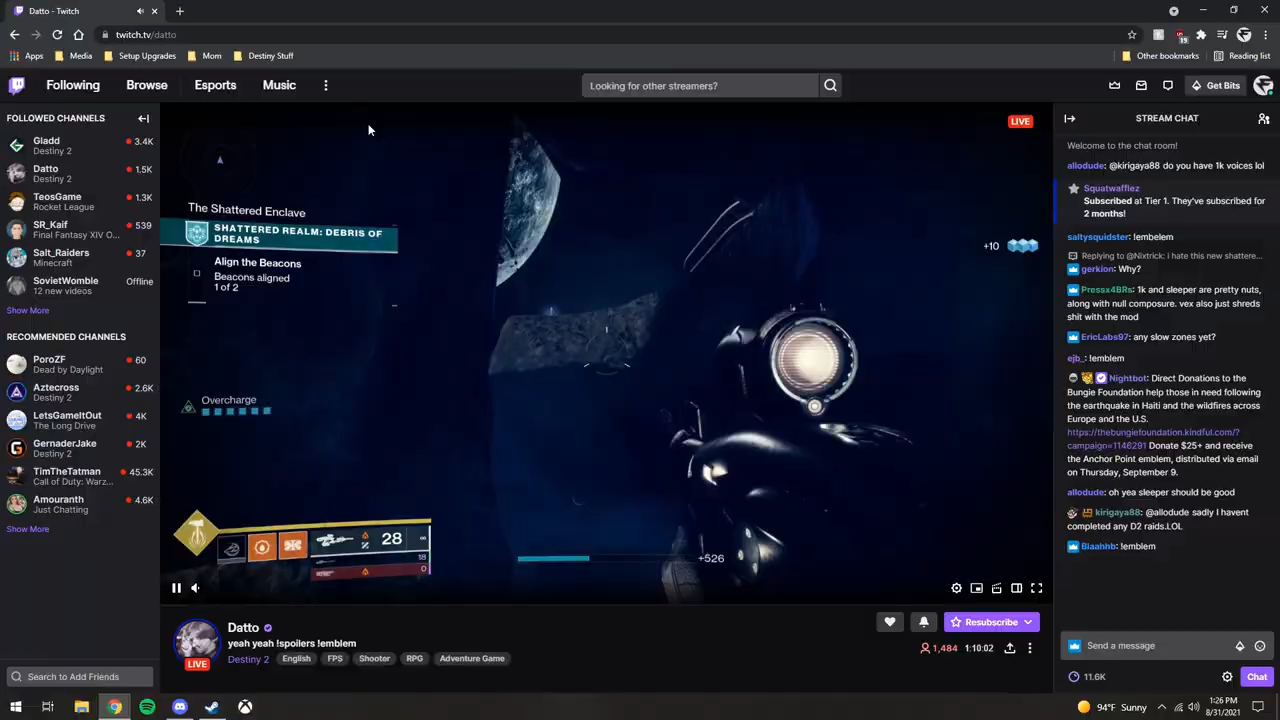 Datto - Twitch
twitch.tv/datto
Apps
Media
Setup Upgrades
Mom
Destiny Stuff
Other bookmarks
Reading list
Following
Browse
Esports
Music
Looking for other streamers?
Get Bits
FOLLOWED CHANNELS
Gladd
3.4K
Destiny 2
Datto
1.5K
Destiny 2
TeosGame
1.3K
Rocket League
SR_Kaif
539
Final Fantasy XIV O...
Salt_Raiders
37
Minecraft
SovietWomble
Offline
12 new videos
Show More
RECOMMENDED CHANNELS
PoroZF
60
Dead by Daylight
Aztecross
2.6K
Destiny 2
LetsGameItOut
4K
The Long Drive
GernaderJake
2K
Destiny 2
TimTheTatman
45.3K
Call of Duty: Warz...
Amouranth
4.6K
Just Chatting
Show More
Search to Add Friends
LIVE
The Shattered Enclave
SHATTERED REALM: DEBRIS OF
DREAMS
Align the Beacons
Beacons aligned
1 of 2
+10
Overcharge
28
18
0
+526
Datto
yeah yeah !spoilers !emblem
LIVE
Destiny 2
English
FPS
Shooter
RPG
Adventure Game
Resubscribe
1,484
1:10:02
STREAM CHAT
Welcome to the chat room!
allodude: @kirigaya88 do you have 1k voices lol
Squatwafflez
Subscribed at Tier 1. They've subscribed for
2 months!
saltysquidster: !embelem
Replying to @Nixtrick: i hate this new shattere...
gerkion: Why?
Pressx4BRs: 1k and sleeper are pretty nuts,
along with null composure. vex also just shreds
shit with the mod
EricLabs97: any slow zones yet?
ejb_: !emblem
Nightbot: Direct Donations to the
Bungie Foundation help those in need following
the earthquake in Haiti and the wildfires across
Europe and the U.S.
https://thebungiefoundation.kindful.com/?
campaign=1146291 Donate $25+ and receive
the Anchor Point emblem, distributed via email
on Thursday, September 9.
allodude: oh yea sleeper should be good
kirigaya88: @allodude sadly I havent
completed any D2 raids.LOL
Blaahhb: !emblem
Send a message
11.6K
Chat
94°F Sunny
1:26 PM
8/31/2021